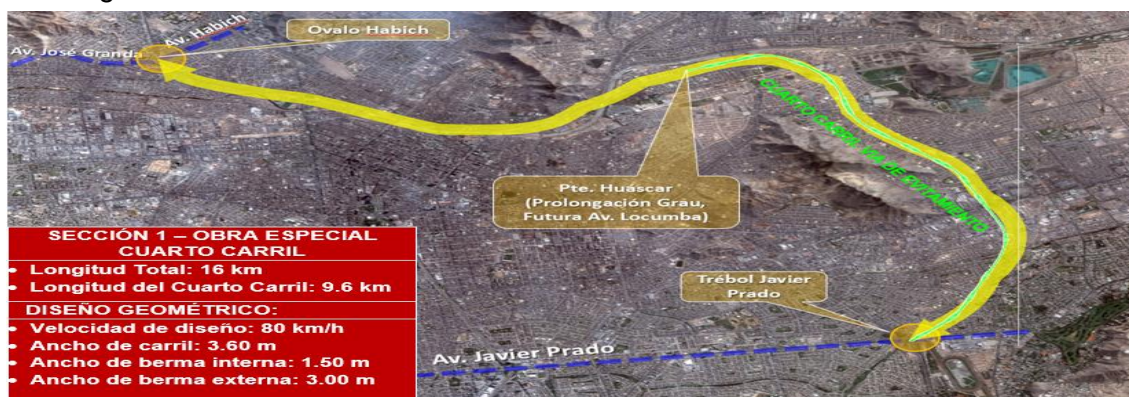 Ovalo Habich
Av. Habich
Av. José Granda
CUARTO CARRIL VIA DE EVITAMIENTO
Pte. Huáscar
(Prolongación Grau,
Futura Av. Locumba)
SECCIÓN 1 – OBRA ESPECIAL
CUARTO CARRIL
• Longitud Total: 16 km
• Longitud del Cuarto Carril: 9.6 km
DISEÑO GEOMÉTRICO:
• Velocidad de diseño: 80 km/h
• Ancho de carril: 3.60 m
• Ancho de berma interna: 1.50 m
• Ancho de berma externa: 3.00 m
Trébol Javier
Prado
Av. Javier Prado